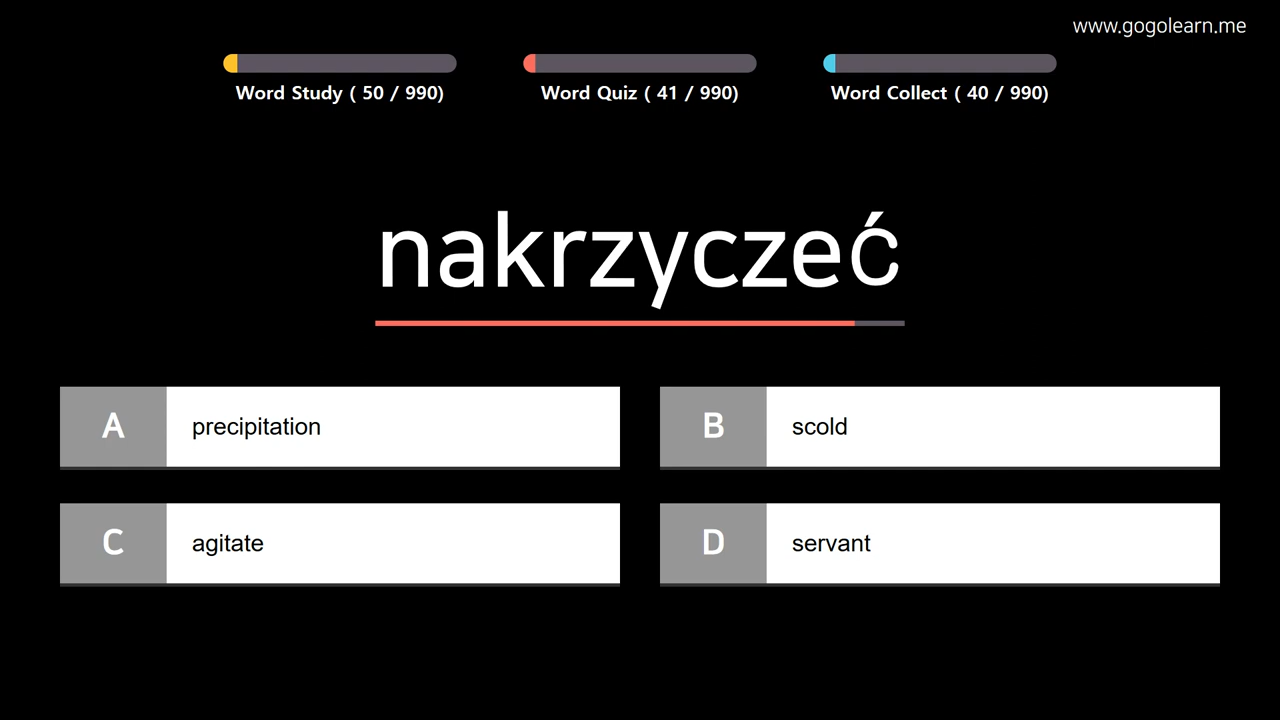 www.gogolearn.me
Word Study ( 50 / 990)
Word Quiz ( 41 / 990)
Word Collect ( 40 / 990)
nakrzyczeć
A precipitation
B scold
C agitate
D servant